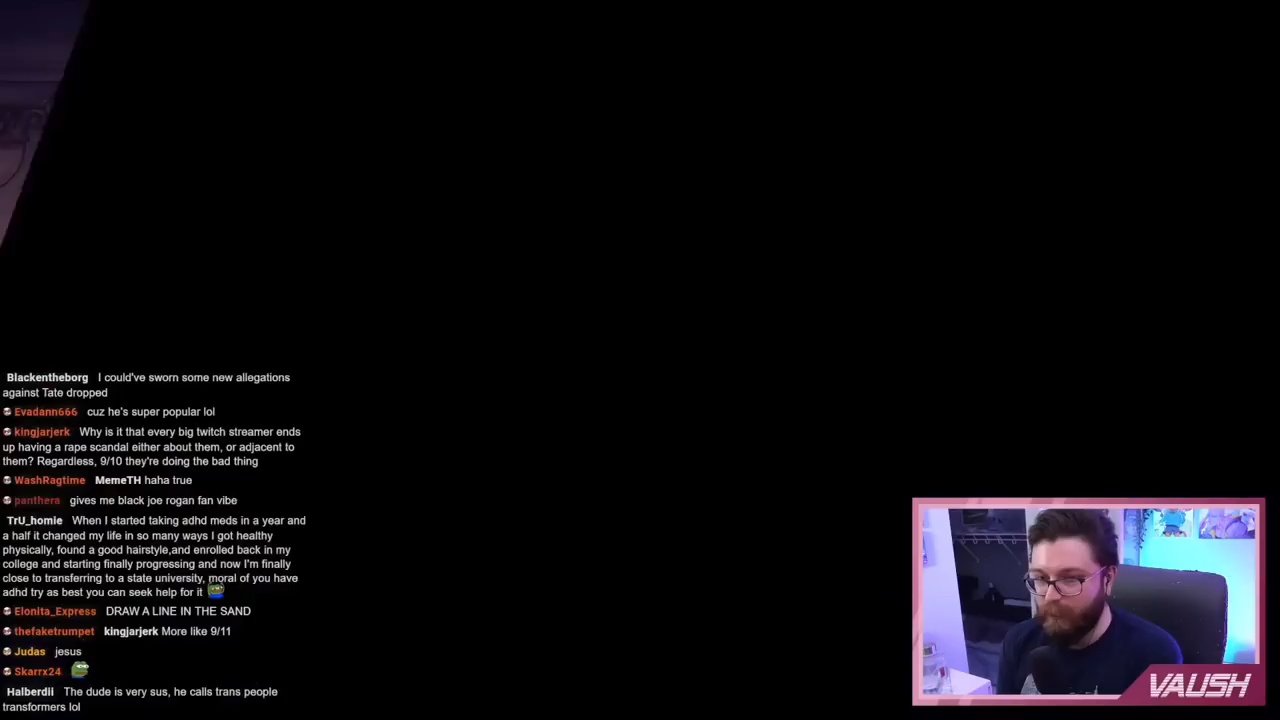 Blackentheborg I could've sworn some new allegations
against Tate dropped
Evadann666 cuz he's super popular lol
kingjarjerk Why is it that every big twitch streamer ends
up having a rape scandal either about them, or adjacent to
them? Regardless, 9/10 they're doing the bad thing
WashRagtime MemeTH haha true
panthera gives me black joe rogan fan vibe
TrU_homie When I started taking adhd meds in a year and
a half it changed my life in so many ways I got healthy
physically, found a good hairstyle,and enrolled back in my
college and starting finally progressing and now I'm finally
close to transferring to a state university, moral of you have
adhd try as best you can seek help for it
Elonita_Express DRAW A LINE IN THE SAND
thefaketrumpet kingjarjerk More like 9/11
Judas jesus
Skarrx24
Halberdii The dude is very sus, he calls trans people
transformers lol
VAUSH